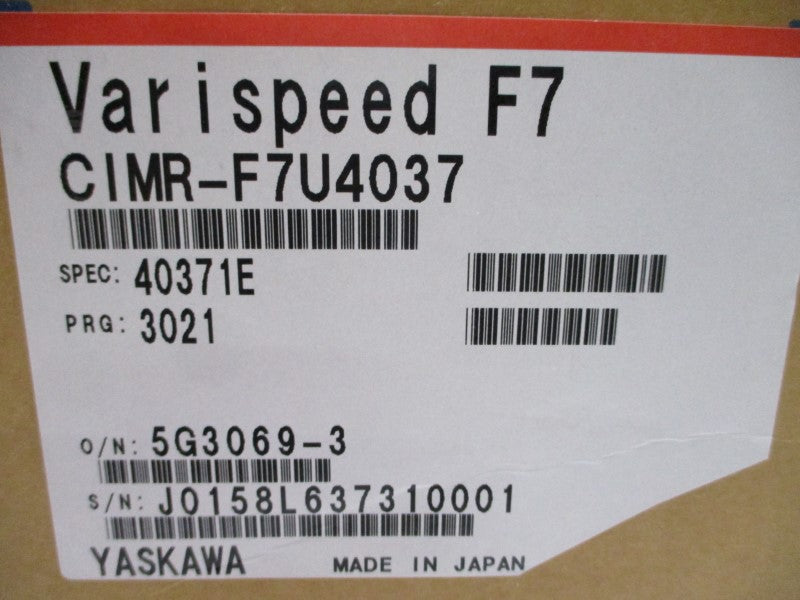 Varispeed F7
CIMR-F7U4037
SPEC: 40371E
PRG: 3021
O/N: 5G3069-3
S/N: J0158L637310001
YASKAWA MADE IN JAPAN